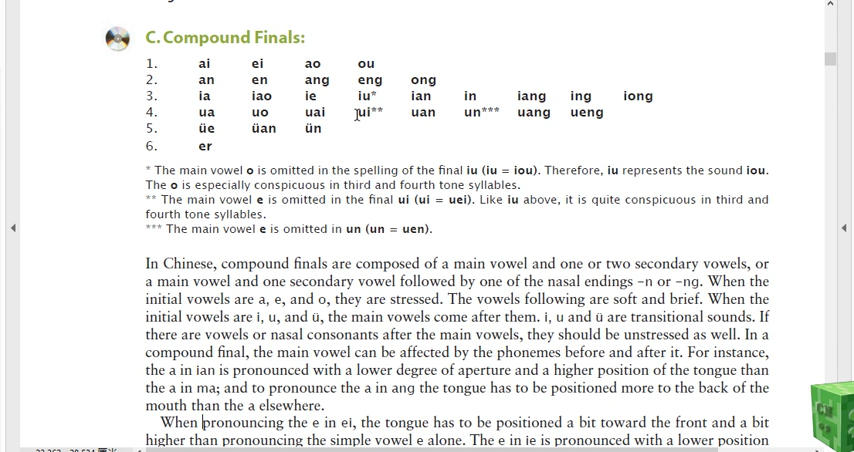 C. Compound Finals:
1. ai ei ao ou
2. an en ang eng ong
3. ia iao ie iu* ian in iang ing iong
4. ua uo uai ui** uan un*** uang ueng
5. üe üan ün
6. er
* The main vowel o is omitted in the spelling of the final iu (iu = iou). Therefore, iu represents the sound iou.
The o is especially conspicuous in third and fourth tone syllables.
** The main vowel e is omitted in the final ui (ui = uei). Like iu above, it is quite conspicuous in third and
fourth tone syllables.
*** The main vowel e is omitted in un (un = uen).
In Chinese, compound finals are composed of a main vowel and one or two secondary vowels, or
a main vowel and one secondary vowel followed by one of the nasal endings –n or –ng. When the
initial vowels are a, e, and o, they are stressed. The vowels following are soft and brief. When the
initial vowels are i, u, and ü, the main vowels come after them. i, u and ü are transitional sounds. If
there are vowels or nasal consonants after the main vowels, they should be unstressed as well. In a
compound final, the main vowel can be affected by the phonemes before and after it. For instance,
the a in ian is pronounced with a lower degree of aperture and a higher position of the tongue than
the a in ma; and to pronounce the a in ang the tongue has to be positioned more to the back of the
mouth than the a elsewhere.
When pronouncing the e in ei, the tongue has to be positioned a bit toward the front and a bit
higher than pronouncing the simple vowel e alone. The e in ie is pronounced with a lower position